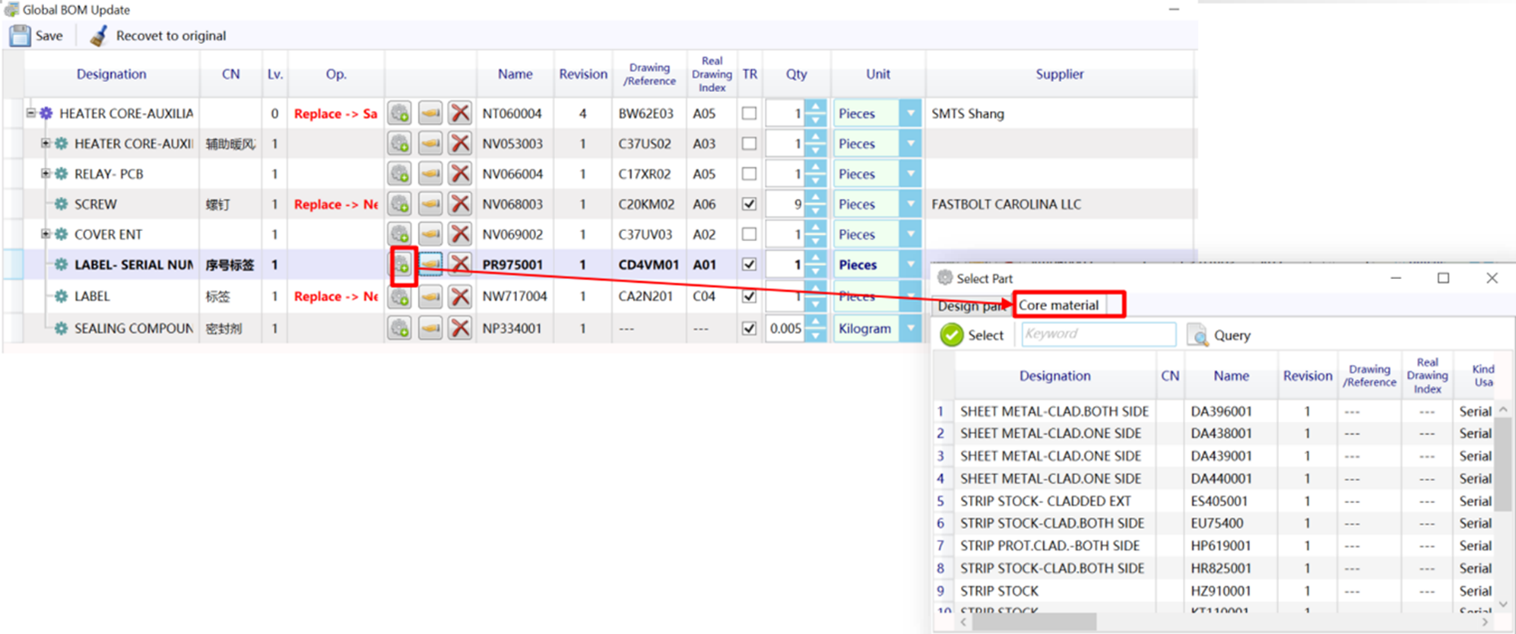 Global BOM Update
Save Recovet to original
Designation CN Lv. Op. Name Revision Drawing /Reference Real Drawing Index TR Qty Unit Supplier
HEATER CORE-AUXILIA 0 Replace -> Sa NT060004 4 BW62E03 A05 1 Pieces SMTS Shang
HEATER CORE-AUXI 辅助暖风 1 NV053003 1 C37US02 A03 1 Pieces
RELAY- PCB 1 NV066004 1 C17XR02 A05 1 Pieces
SCREW 螺钉 1 Replace -> Ne NV068003 1 C20KM02 A06 9 Pieces FASTBOLT CAROLINA LLC
COVER ENT 1 NV069002 1 C37UV03 A02 1 Pieces
LABEL- SERIAL NUM 序号标签 1 PR975001 1 CD4VM01 A01 1 Pieces
LABEL 标签 1 Replace -> Ne NW717004 1 CA2N201 C04 1 Pieces
SEALING COMPOUN 密封剂 1 NP334001 1 --- --- 0.005 Kilogram
Select Part
Design part Core material
Select Keyword Query
Designation CN Name Revision Drawing /Reference Real Drawing Index Kind Usa
1 SHEET METAL-CLAD.BOTH SIDE DA396001 1 --- --- Serial
2 SHEET METAL-CLAD.ONE SIDE DA438001 1 --- --- Serial
3 SHEET METAL-CLAD.ONE SIDE DA439001 1 --- --- Serial
4 SHEET METAL-CLAD.ONE SIDE DA440001 1 --- --- Serial
5 STRIP STOCK- CLADDED EXT ES405001 1 --- --- Serial
6 STRIP STOCK-CLAD.BOTH SIDE EU75400 1 --- --- Serial
7 STRIP PROT.CLAD.-BOTH SIDE HP619001 1 --- --- Serial
8 STRIP STOCK-CLAD.BOTH SIDE HR825001 1 --- --- Serial
9 STRIP STOCK HZ910001 1 --- --- Serial
10 STRIP STOCK KT110001 1 --- --- Serial